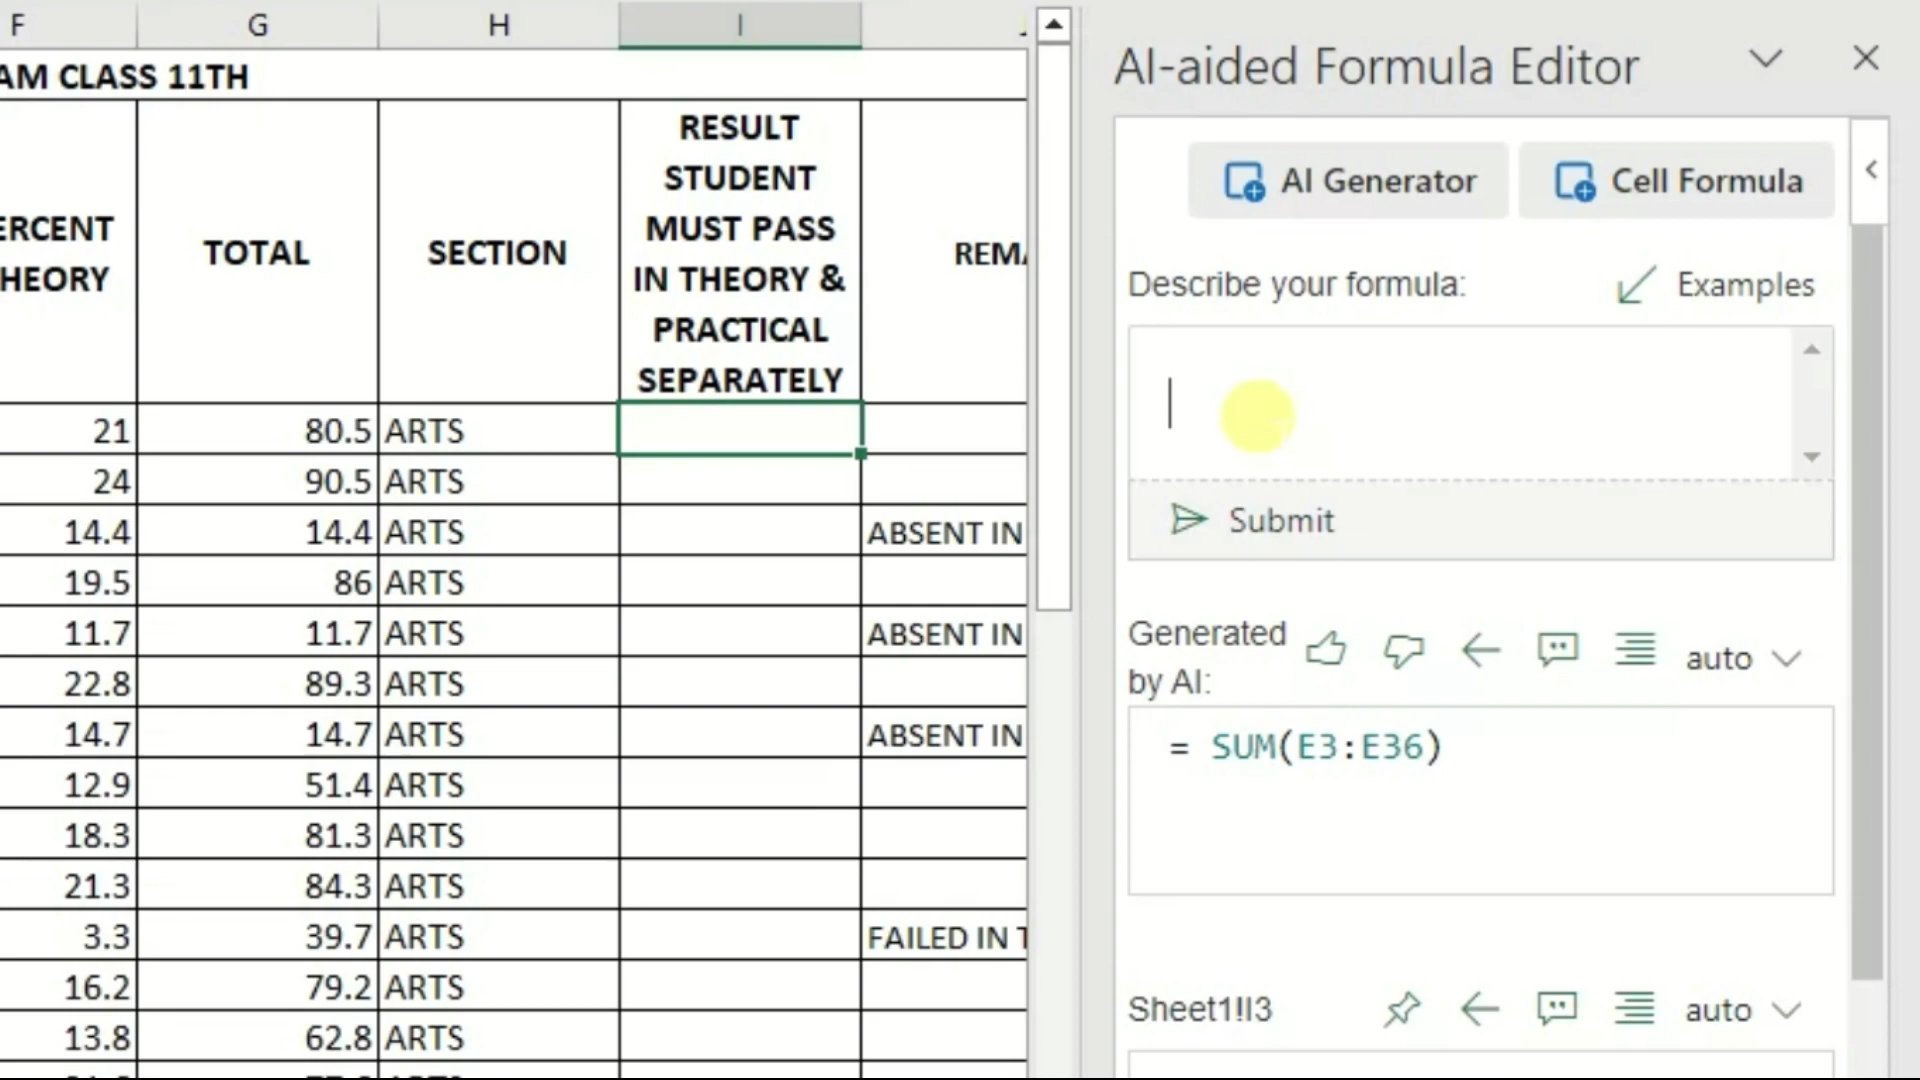 F G H I
AM CLASS 11TH
ERCENT
HEORY
TOTAL
SECTION
RESULT
STUDENT
MUST PASS
IN THEORY &
PRACTICAL
SEPARATELY
REMA
21 80.5 ARTS
24 90.5 ARTS
14.4 14.4 ARTS ABSENT IN
19.5 86 ARTS
11.7 11.7 ARTS ABSENT IN
22.8 89.3 ARTS
14.7 14.7 ARTS ABSENT IN
12.9 51.4 ARTS
18.3 81.3 ARTS
21.3 84.3 ARTS
3.3 39.7 ARTS FAILED IN T
16.2 79.2 ARTS
13.8 62.8 ARTS
AI-aided Formula Editor
AI Generator
Cell Formula
Describe your formula:
Examples
Submit
Generated
by AI:
auto
= SUM(E3:E36)
Sheet1!I3
auto